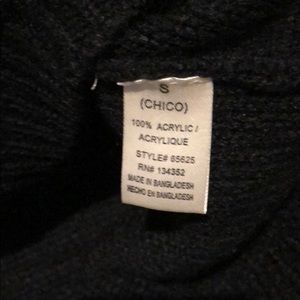 S
(CHICO)
100% ACRYLIC/
ACRYLIQUE
STYLE# 85625
RN# 134352
MADE IN BANGLADESH
HECHO EN BANGLADESH